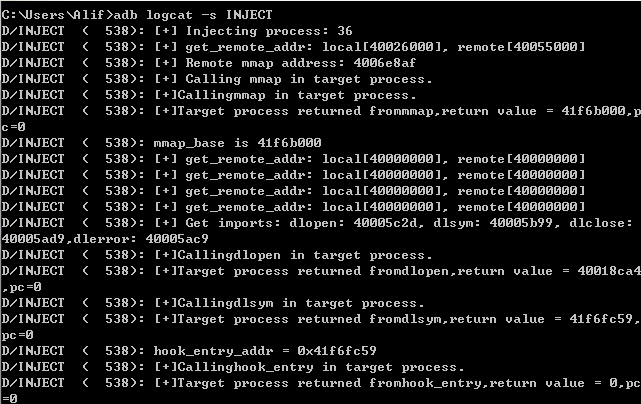 C:\Users\Alif>adb logcat -s INJECT
D/INJECT  (  538): [+] Injecting process: 36
D/INJECT  (  538): [+] get_remote_addr: local[40026000], remote[40055000]
D/INJECT  (  538): [+] Remote mmap address: 4006e8af
D/INJECT  (  538): [+] Calling mmap in target process.
D/INJECT  (  538): [+]Callingmmap in target process.
D/INJECT  (  538): [+]Target process returned frommmap,return value = 41f6b000,p
c=0
D/INJECT  (  538): mmap_base is 41f6b000
D/INJECT  (  538): [+] get_remote_addr: local[40000000], remote[40000000]
D/INJECT  (  538): [+] get_remote_addr: local[40000000], remote[40000000]
D/INJECT  (  538): [+] get_remote_addr: local[40000000], remote[40000000]
D/INJECT  (  538): [+] get_remote_addr: local[40000000], remote[40000000]
D/INJECT  (  538): [+] Get imports: dlopen: 40005c2d, dlsym: 40005b99, dlclose:
40005ad9,dlerror: 40005ac9
D/INJECT  (  538): [+]Callingdlopen in target process.
D/INJECT  (  538): [+]Target process returned fromdlopen,return value = 40018ca4
,pc=0
D/INJECT  (  538): [+]Callingdlsym in target process.
D/INJECT  (  538): [+]Target process returned fromdlsym,return value = 41f6fc59,
pc=0
D/INJECT  (  538): hook_entry_addr = 0x41f6fc59
D/INJECT  (  538): [+]Callinghook_entry in target process.
D/INJECT  (  538): [+]Target process returned fromhook_entry,return value = 0,pc
=0